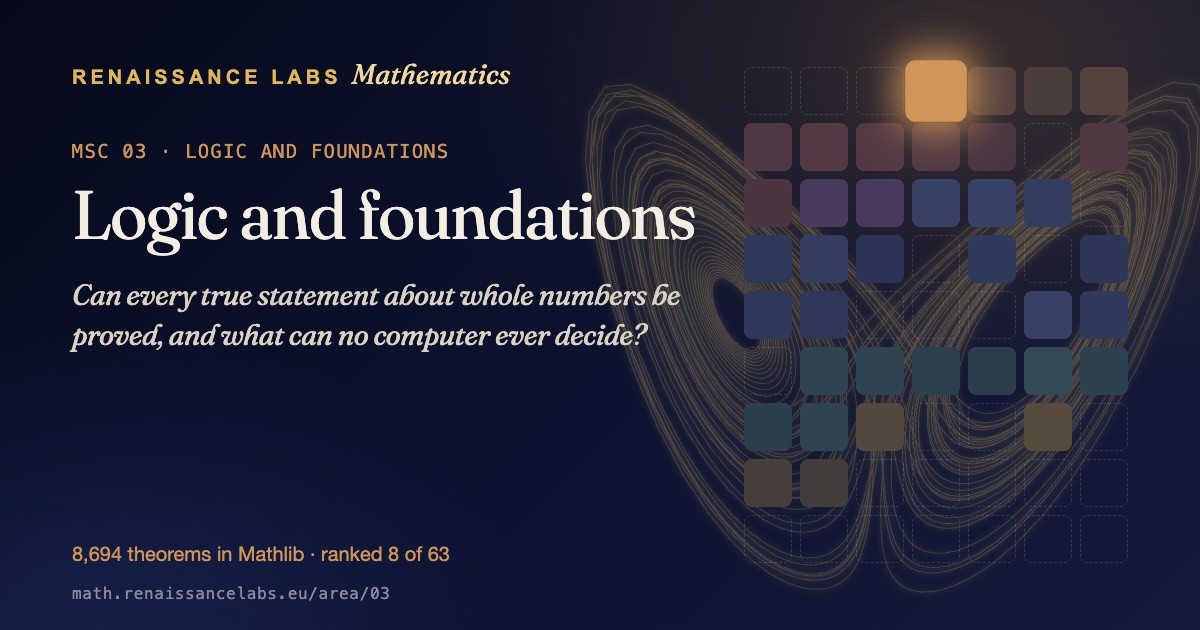 RENAISSANCE LABS Mathematics
MSC 03 · LOGIC AND FOUNDATIONS
Logic and foundations
Can every true statement about whole numbers be
proved, and what can no computer ever decide?
8,694 theorems in Mathlib · ranked 8 of 63
math.renaissancelabs.eu/area/03